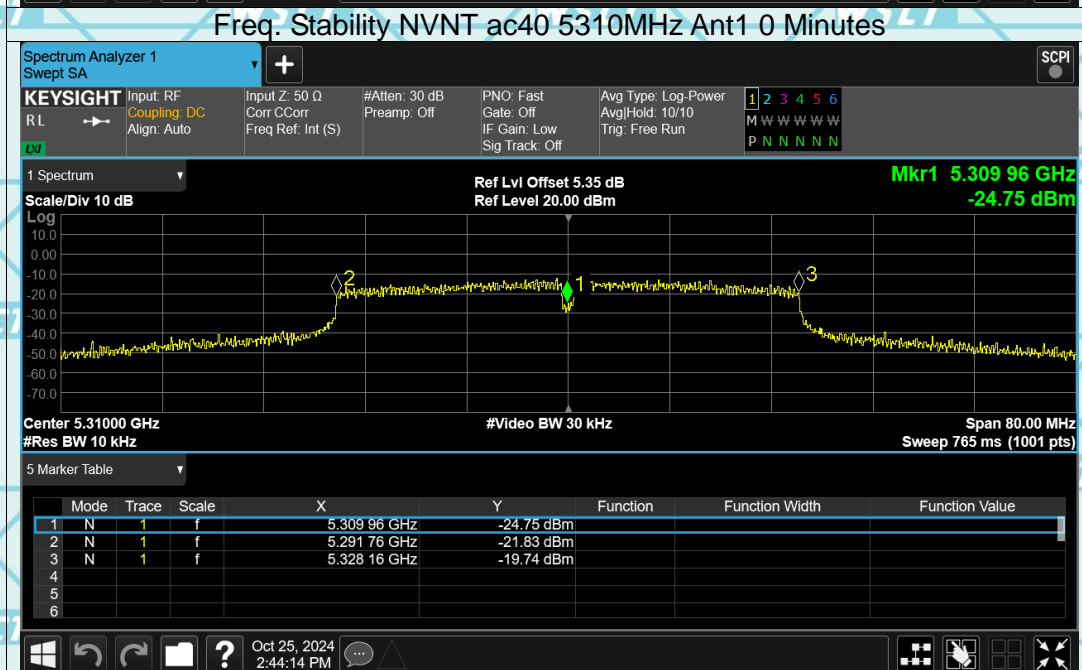 Freq. Stability NVNT ac40 5310MHz Ant1 0 Minutes
Spectrum Analyzer 1
Swept SA
+
SCPI
KEYSIGHT
R L
LXI
Input: RF
Coupling: DC
Align: Auto
Input Z: 50 Ω
Corr CCorr
Freq Ref: Int (S)
#Atten: 30 dB
Preamp: Off
PNO: Fast
Gate: Off
IF Gain: Low
Sig Track: Off
Avg Type: Log-Power
Avg|Hold: 10/10
Trig: Free Run
1 2 3 4 5 6
M W W W W W
P N N N N N
1 Spectrum
Scale/Div 10 dB
Ref Lvl Offset 5.35 dB
Ref Level 20.00 dBm
Mkr1 5.309 96 GHz
-24.75 dBm
Log
10.0
0.00
-10.0
-20.0
-30.0
-40.0
-50.0
-60.0
-70.0
2
1
3
Center 5.31000 GHz
#Video BW 30 kHz
Span 80.00 MHz
#Res BW 10 kHz
Sweep 765 ms (1001 pts)
5 Marker Table
Mode Trace Scale X Y Function Function Width Function Value
1 N 1 f 5.309 96 GHz -24.75 dBm
2 N 1 f 5.291 76 GHz -21.83 dBm
3 N 1 f 5.328 16 GHz -19.74 dBm
4
5
6
?
Oct 25, 2024
2:44:14 PM